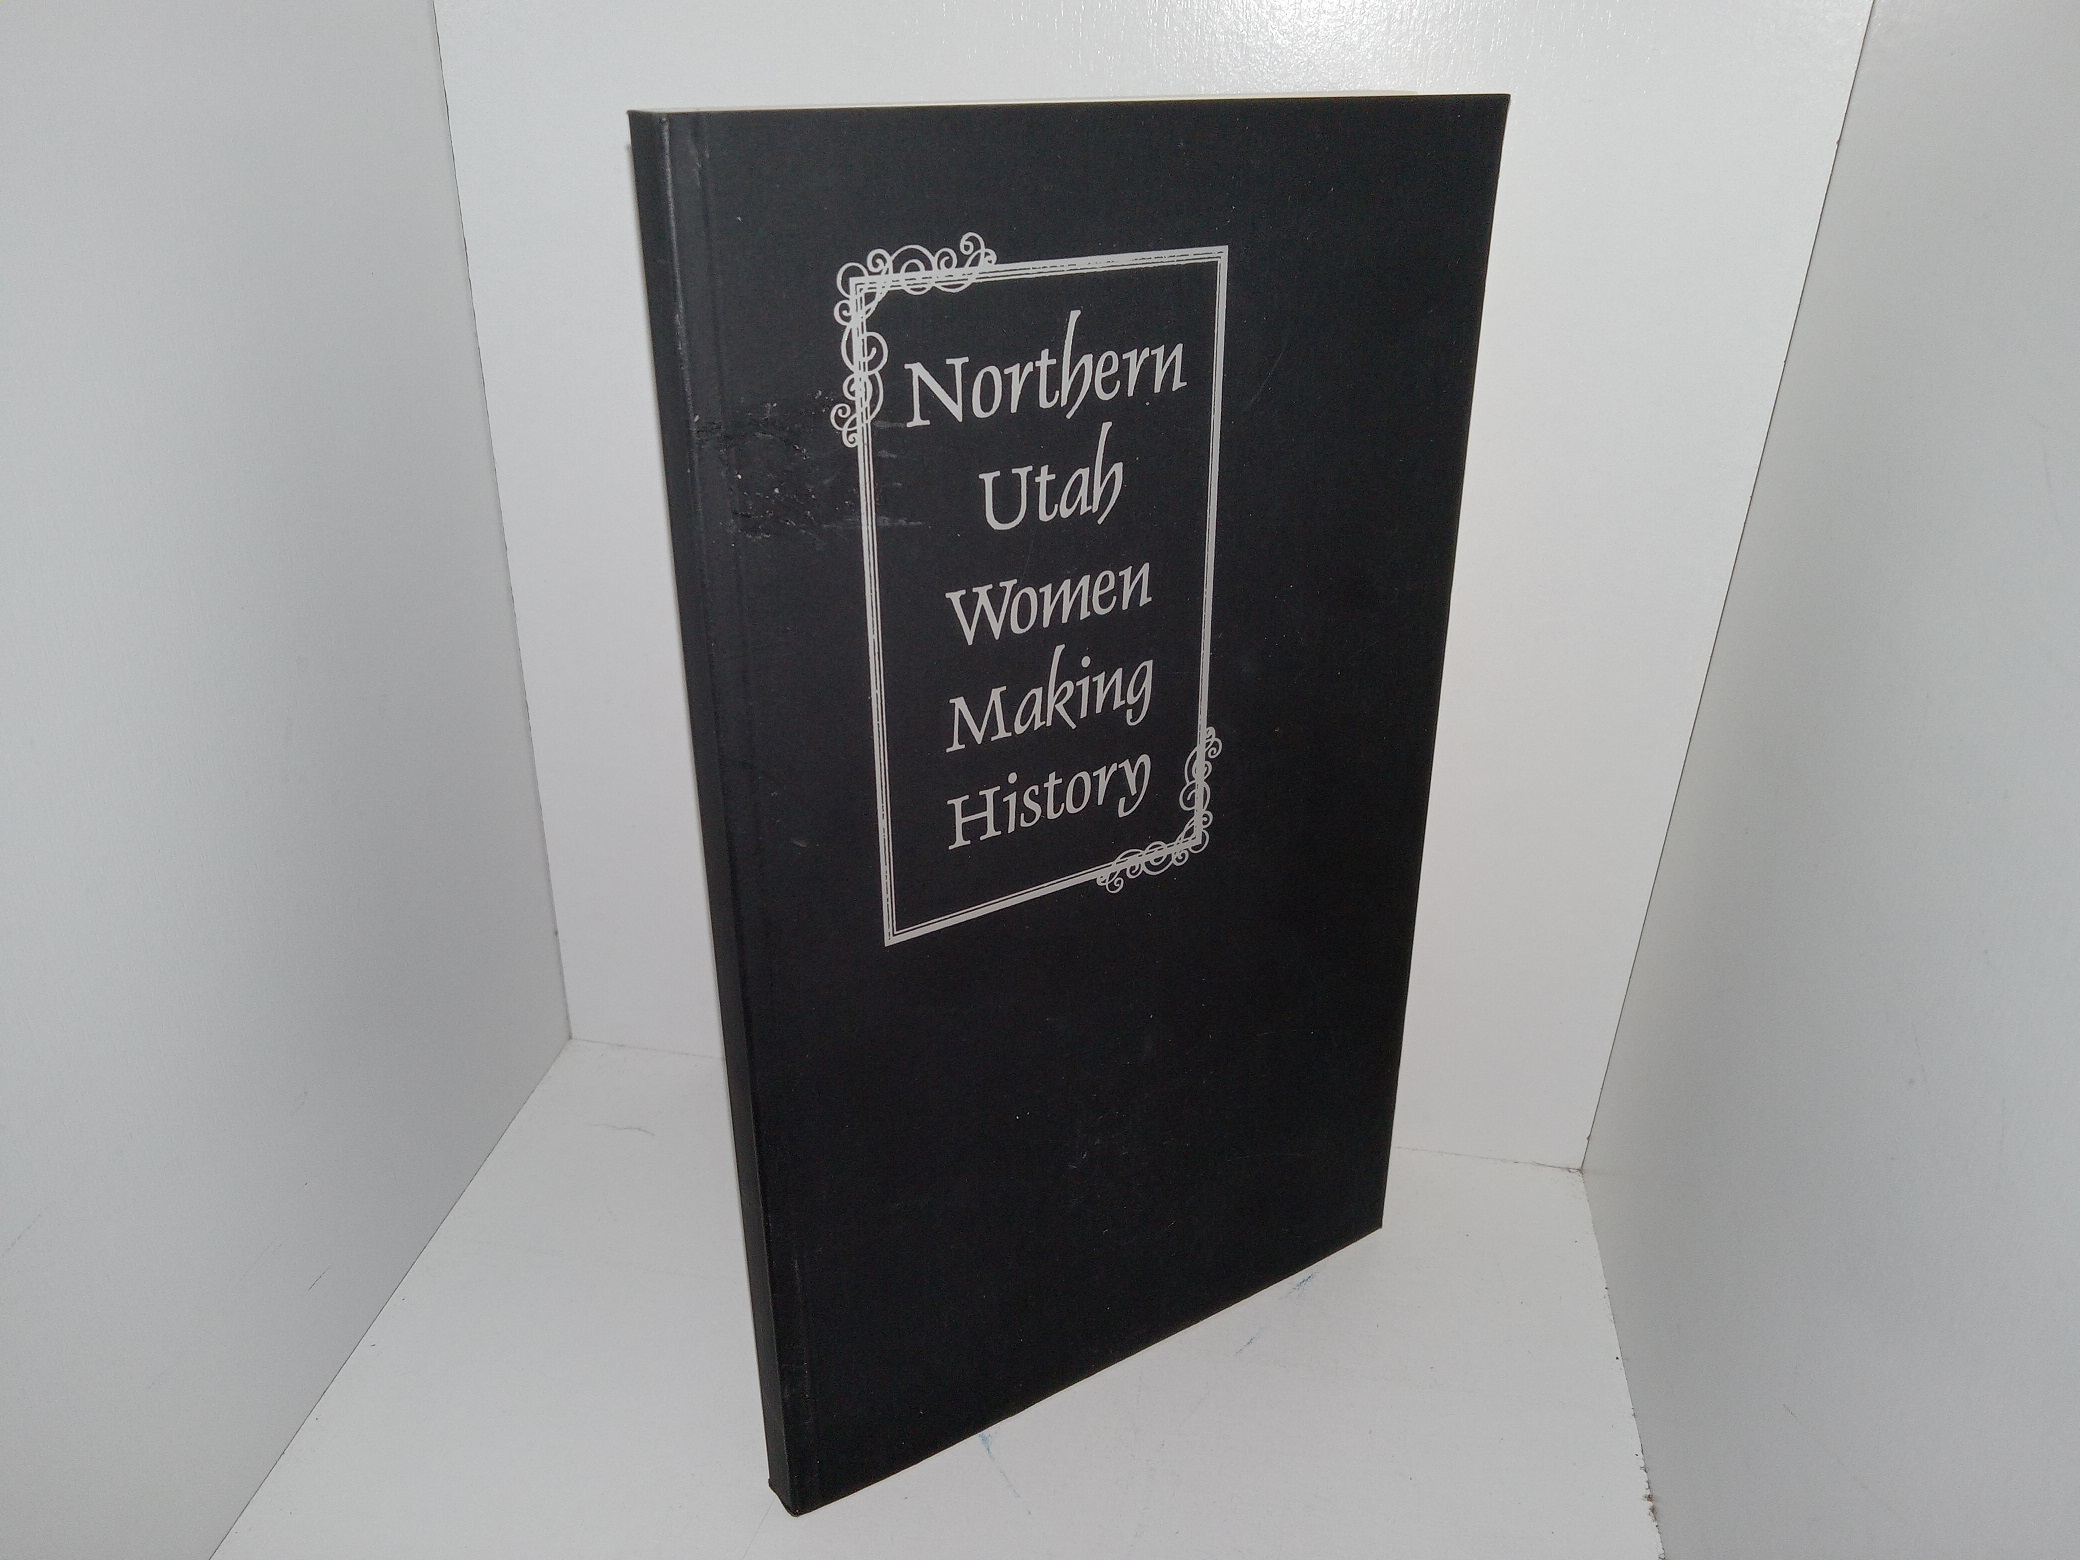 Northern
Utah
Women
Making
History